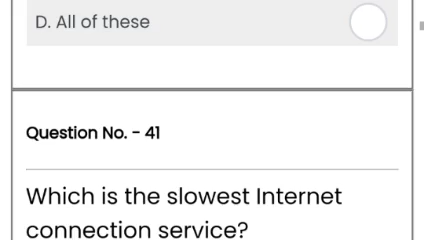 D. All of these
Question No. - 41
Which is the slowest Internet
connection service?